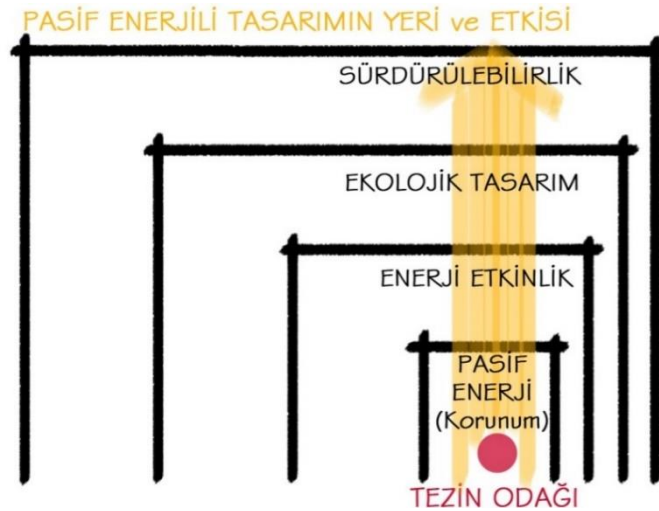 PASİF ENERJİLİ TASARIMIN YERİ ve ETKİSİ
SÜRDÜRÜLEBİLİRLİK
EKOLOJİK TASARIM
ENERJİ ETKİNLİK
PASİF
ENERJİ
(Korunum)
TEZİN ODAĞI